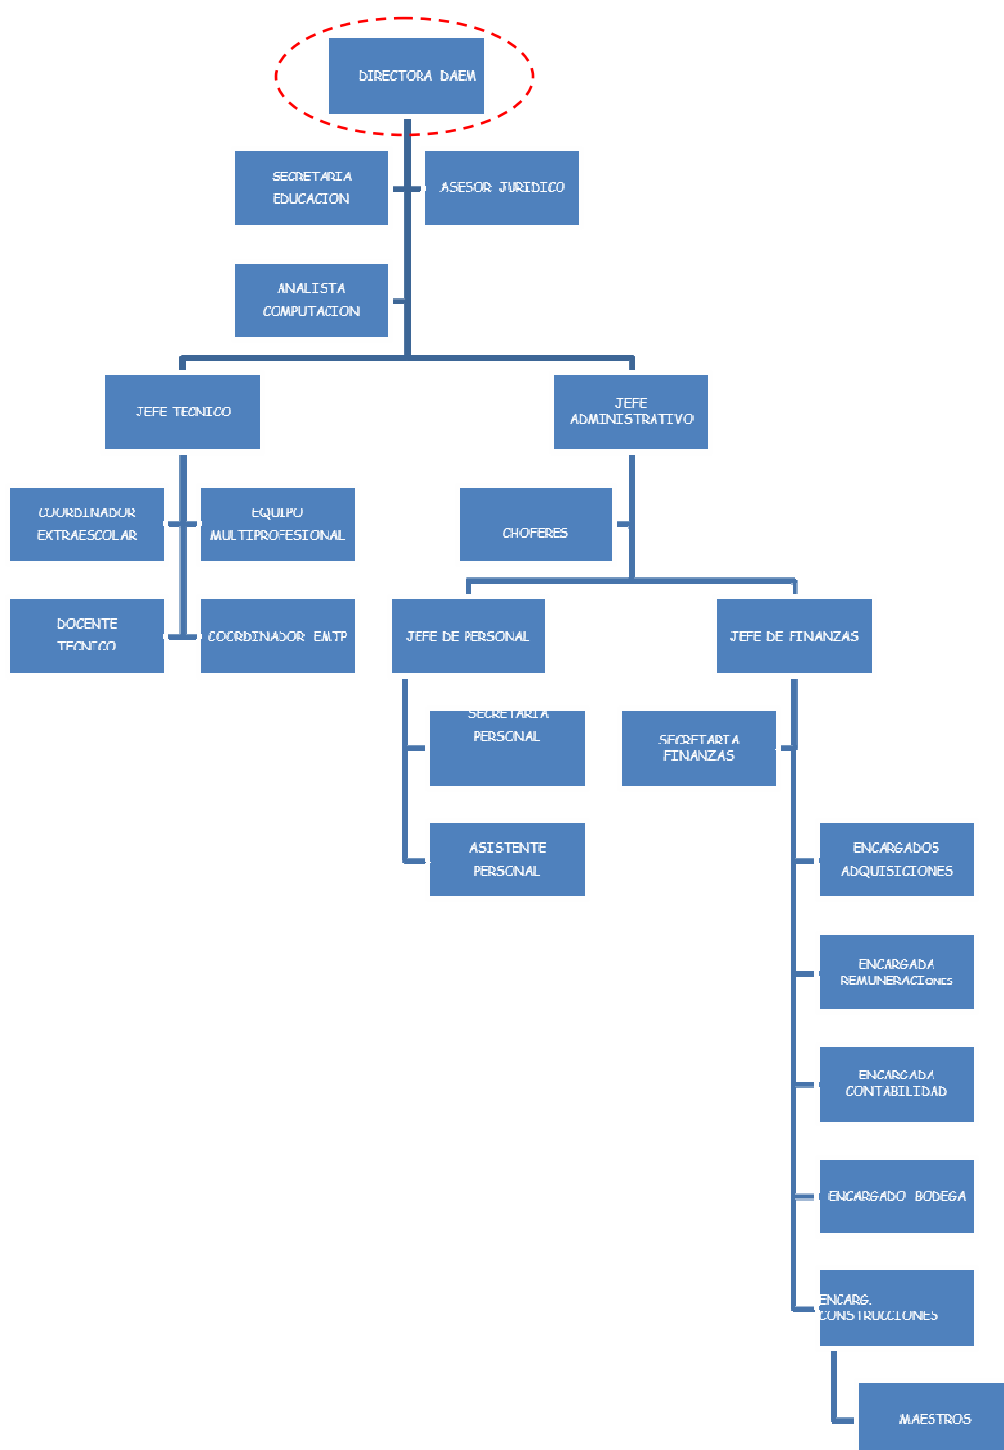 DIRECTORA DAEM
SECRETARIA
EDUCACION
ASESOR JURIDICO
ANALISTA
COMPUTACION
JEFE TECNICO
JEFE
ADMINISTRATIVO
COORDINADOR
EXTRAESCOLAR
EQUIPO
MULTIPROFESIONAL
CHOFERES
DOCENTE
TECNICO
COORDINADOR EMTP
JEFE DE PERSONAL
JEFE DE FINANZAS
SECRETARIA
PERSONAL
SECRETARIA
FINANZAS
ASISTENTE
PERSONAL
ENCARGADOS
ADQUISICIONES
ENCARGADA
REMUNERACIONES
ENCARGADA
CONTABILIDAD
ENCARGADO BODEGA
ENCARG.
CONSTRUCCIONES
MAESTROS